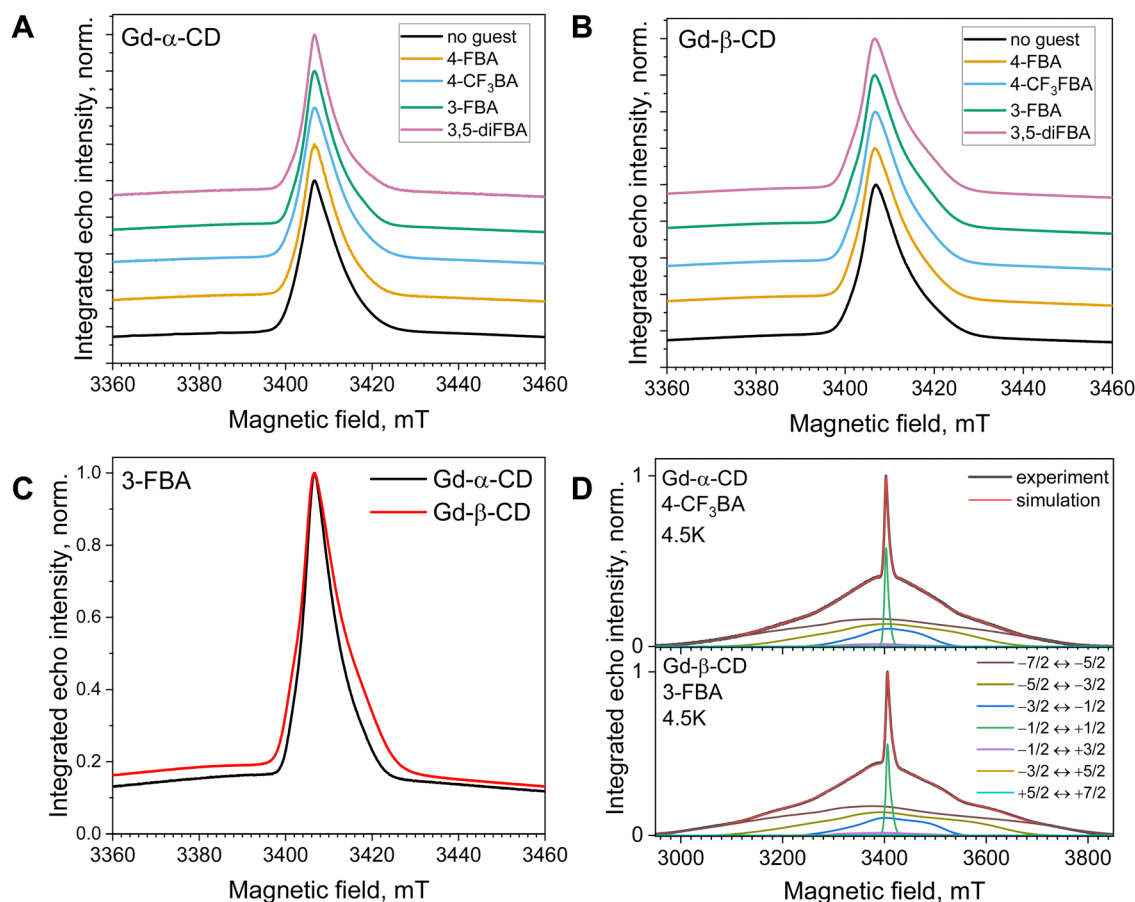 A
Gd-α-CD
no guest
4-FBA
4-CF₃BA
3-FBA
3,5-diFBA
Integrated echo intensity, norm.
3360 3380 3400 3420 3440 3460
Magnetic field, mT
B
Gd-β-CD
no guest
4-FBA
4-CF₃FBA
3-FBA
3,5-diFBA
Integrated echo intensity, norm.
3360 3380 3400 3420 3440 3460
Magnetic field, mT
C
3-FBA
Gd-α-CD
Gd-β-CD
Integrated echo intensity, norm.
1.0
0.8
0.6
0.4
0.2
0.0
3360 3380 3400 3420 3440 3460
Magnetic field, mT
D
Gd-α-CD
4-CF₃BA
4.5K
experiment
simulation
1
0
Gd-β-CD
3-FBA
4.5K
−7/2 ↔ −5/2
−5/2 ↔ −3/2
−3/2 ↔ −1/2
−1/2 ↔ +1/2
−1/2 ↔ +3/2
−3/2 ↔ +5/2
+5/2 ↔ +7/2
1
0
Integrated echo intensity, norm.
3000 3200 3400 3600 3800
Magnetic field, mT